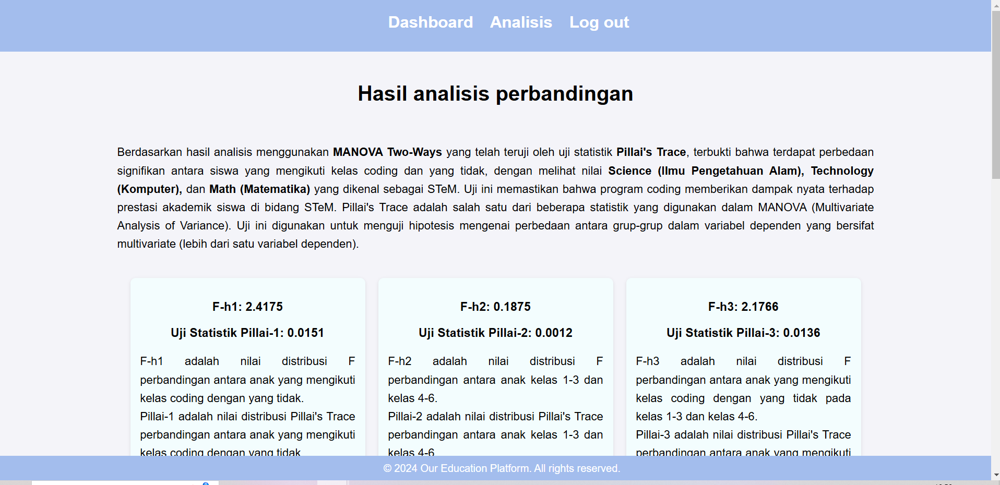 Dashboard Analisis Log out
Hasil analisis perbandingan
Berdasarkan hasil analisis menggunakan MANOVA Two-Ways yang telah teruji oleh uji statistik Pillai's Trace, terbukti bahwa terdapat perbedaan
signifikan antara siswa yang mengikuti kelas coding dan yang tidak, dengan melihat nilai Science (Ilmu Pengetahuan Alam), Technology
(Komputer), dan Math (Matematika) yang dikenal sebagai STeM. Uji ini memastikan bahwa program coding memberikan dampak nyata terhadap
prestasi akademik siswa di bidang STeM. Pillai's Trace adalah salah satu dari beberapa statistik yang digunakan dalam MANOVA (Multivariate
Analysis of Variance). Uji ini digunakan untuk menguji hipotesis mengenai perbedaan antara grup-grup dalam variabel dependen yang bersifat
multivariate (lebih dari satu variabel dependen).
F-h1: 2.4175
Uji Statistik Pillai-1: 0.0151
F-h1 adalah nilai distribusi F
perbandingan antara anak yang mengikuti
kelas coding dengan yang tidak.
Pillai-1 adalah nilai distribusi Pillai's Trace
perbandingan antara anak yang mengikuti
kelas coding dengan yang tidak
F-h2: 0.1875
Uji Statistik Pillai-2: 0.0012
F-h2 adalah nilai distribusi F
perbandingan antara anak kelas 1-3 dan
kelas 4-6.
Pillai-2 adalah nilai distribusi Pillai's Trace
perbandingan antara anak kelas 1-3 dan
kelas 4-6
F-h3: 2.1766
Uji Statistik Pillai-3: 0.0136
F-h3 adalah nilai distribusi F
perbandingan antara anak yang mengikuti
kelas coding dengan yang tidak pada
kelas 1-3 dan kelas 4-6.
Pillai-3 adalah nilai distribusi Pillai's Trace
perbandingan antara anak yang mengikuti
© 2024 Our Education Platform. All rights reserved.